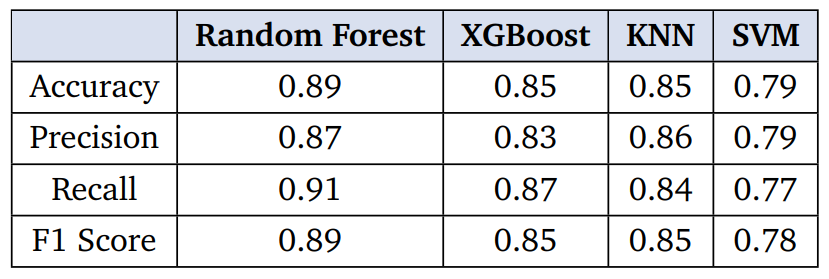 Random Forest XGBoost KNN SVM
Accuracy 0.89 0.85 0.85 0.79
Precision 0.87 0.83 0.86 0.79
Recall 0.91 0.87 0.84 0.77
F1 Score 0.89 0.85 0.85 0.78